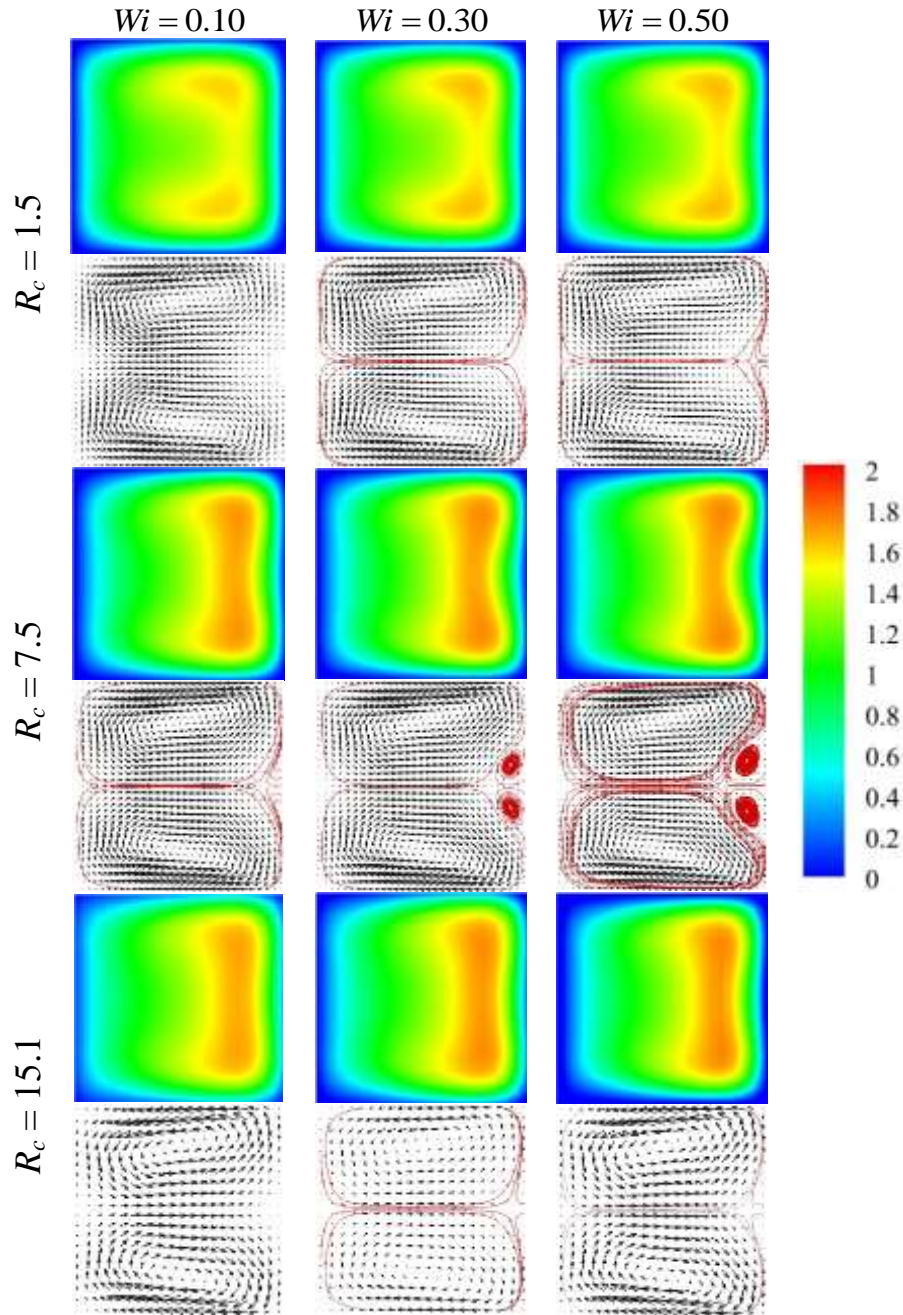 Wi = 0.10 Wi = 0.30 Wi = 0.50
R_c = 1.5
R_c = 7.5
R_c = 15.1
2
1.8
1.6
1.4
1.2
1
0.8
0.6
0.4
0.2
0